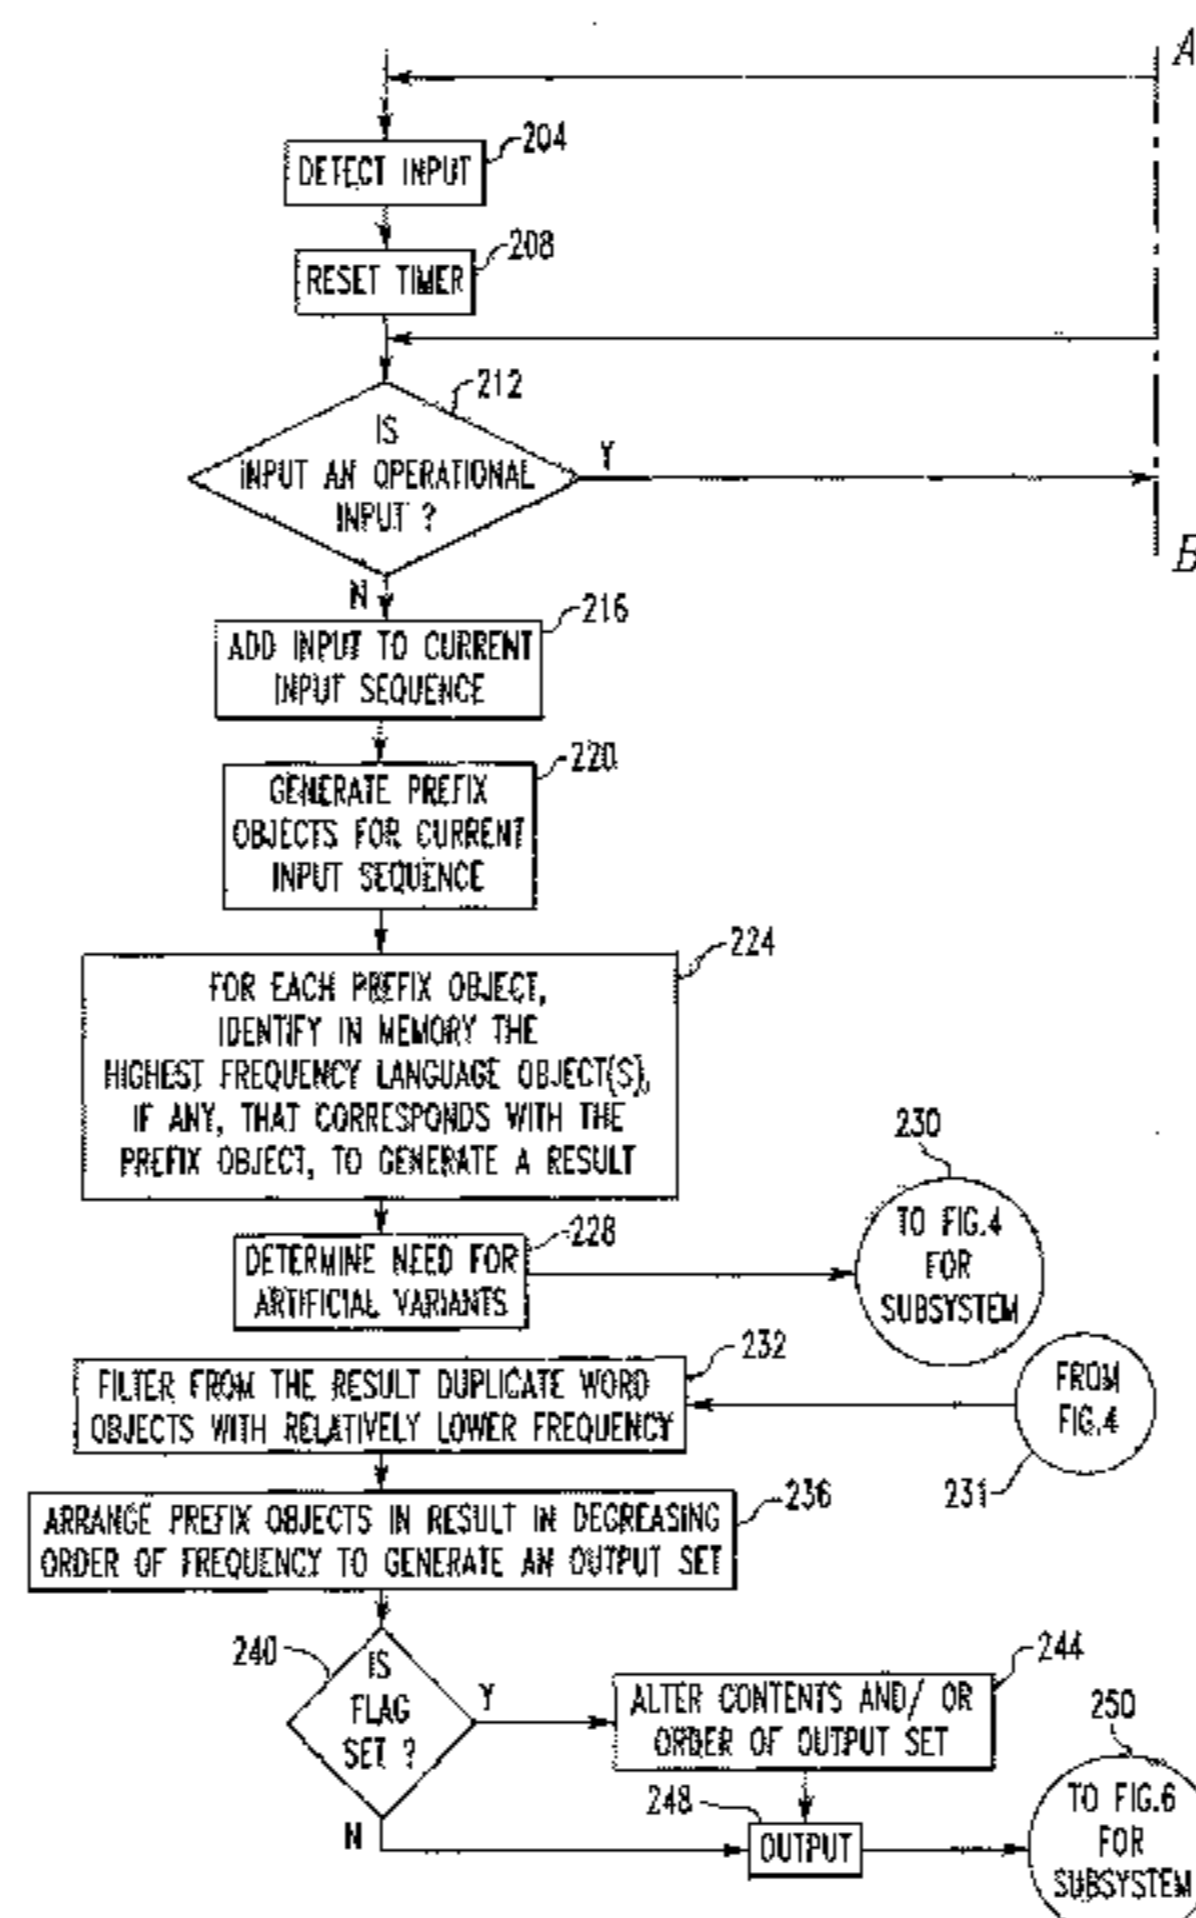 A
204
DETECT INPUT
208
RESET TIMER
212
IS
INPUT AN OPERATIONAL
INPUT ?
Y
B
N
216
ADD INPUT TO CURRENT
INPUT SEQUENCE
220
GENERATE PREFIX
OBJECTS FOR CURRENT
INPUT SEQUENCE
224
FOR EACH PREFIX OBJECT,
IDENTIFY IN MEMORY THE
HIGHEST FREQUENCY LANGUAGE OBJECT(S),
IF ANY, THAT CORRESPONDS WITH THE
PREFIX OBJECT, TO GENERATE A RESULT
230
TO FIG.4
FOR
SUBSYSTEM
228
DETERMINE NEED FOR
ARTIFICIAL VARIANTS
232
FILTER FROM THE RESULT DUPLICATE WORD
OBJECTS WITH RELATIVELY LOWER FREQUENCY
FROM
FIG.4
231
236
ARRANGE PREFIX OBJECTS IN RESULT IN DECREASING
ORDER OF FREQUENCY TO GENERATE AN OUTPUT SET
240
IS
FLAG
SET ?
Y
244
ALTER CONTENTS AND/ OR
ORDER OF OUTPUT SET
N
248
OUTPUT
250
TO FIG.6
FOR
SUBSYSTEM